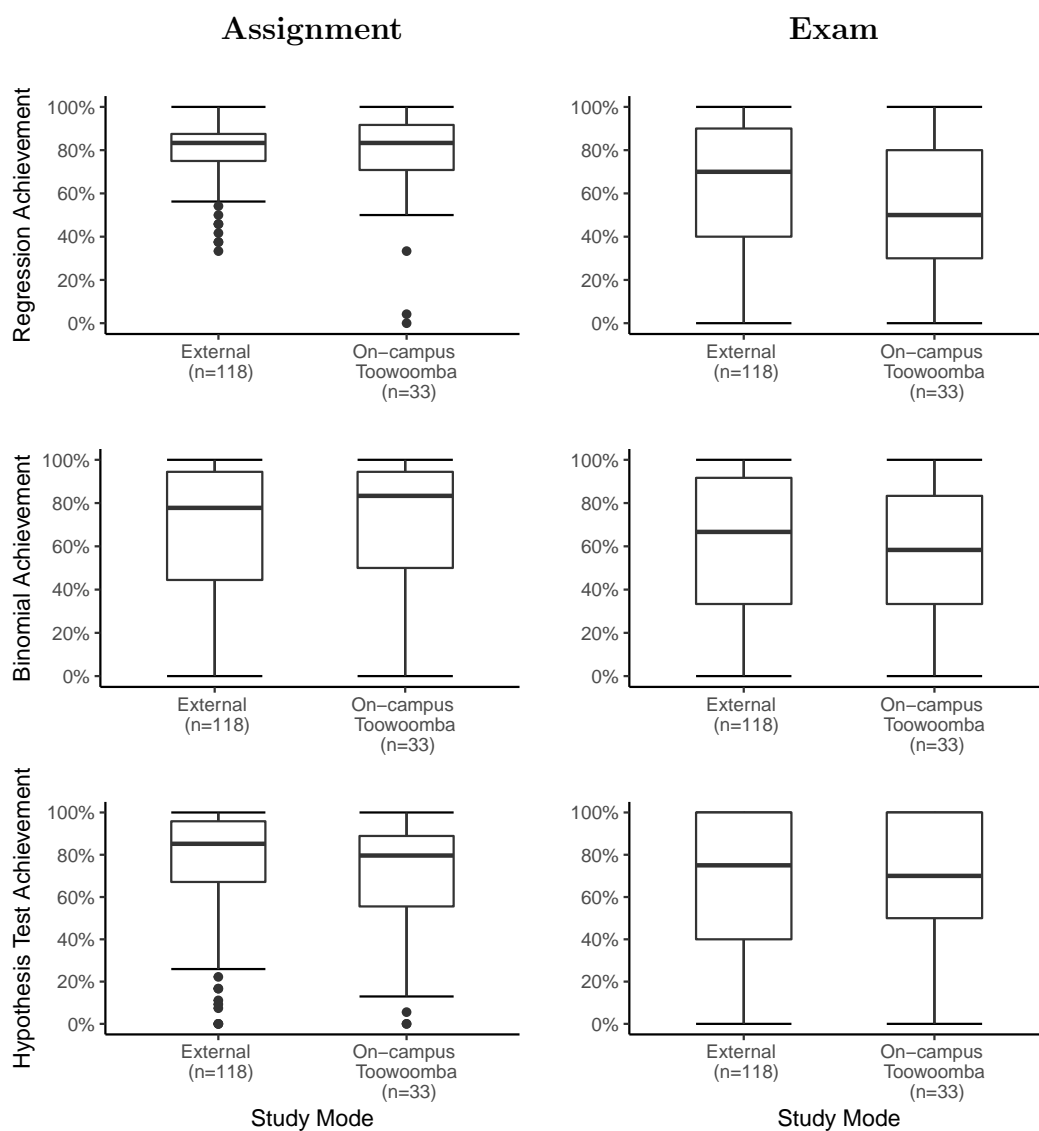 Assignment
Exam
Regression Achievement
100%
80%
60%
40%
20%
0%
External
(n=118)
On−campus
Toowoomba
(n=33)
100%
80%
60%
40%
20%
0%
External
(n=118)
On−campus
Toowoomba
(n=33)
Binomial Achievement
100%
80%
60%
40%
20%
0%
External
(n=118)
On−campus
Toowoomba
(n=33)
100%
80%
60%
40%
20%
0%
External
(n=118)
On−campus
Toowoomba
(n=33)
Hypothesis Test Achievement
100%
80%
60%
40%
20%
0%
External
(n=118)
On−campus
Toowoomba
(n=33)
Study Mode
100%
80%
60%
40%
20%
0%
External
(n=118)
On−campus
Toowoomba
(n=33)
Study Mode